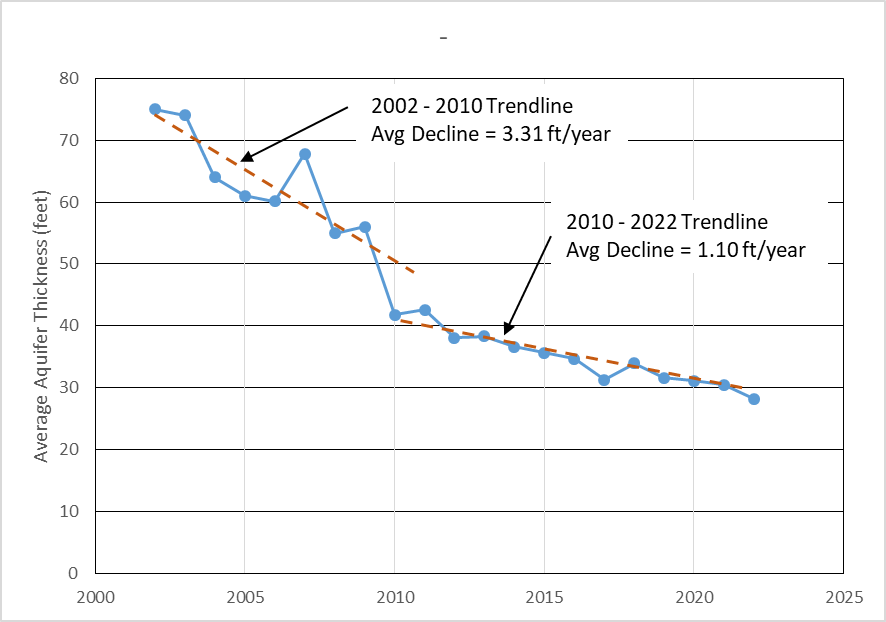 -
80
70
60
50
40
30
20
10
0
Average Aquifer Thickness (feet)
2002 - 2010 Trendline
Avg Decline = 3.31 ft/year
2010 - 2022 Trendline
Avg Decline = 1.10 ft/year
2000 2005 2010 2015 2020 2025